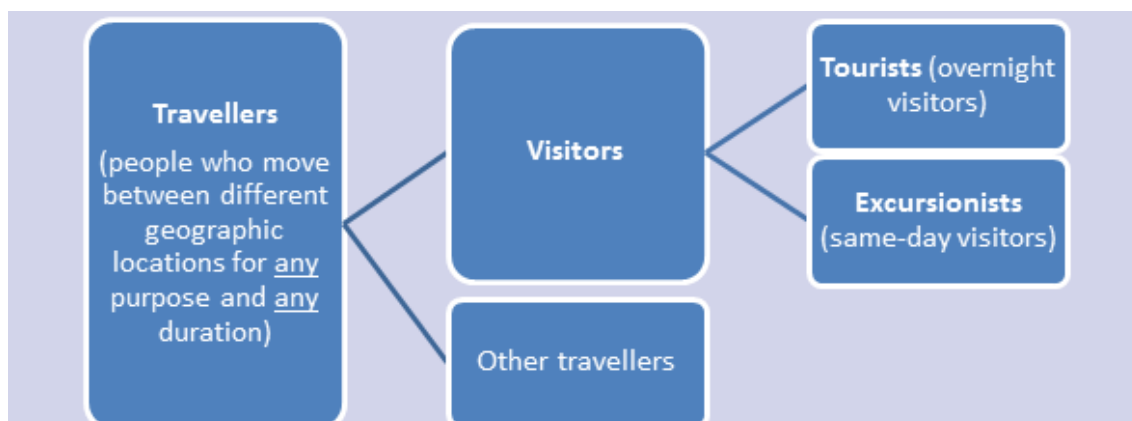 Travellers
(people who move
between different
geographic
locations for any
purpose and any
duration)
Visitors
Other travellers
Tourists (overnight
visitors)
Excursionists
(same-day visitors)